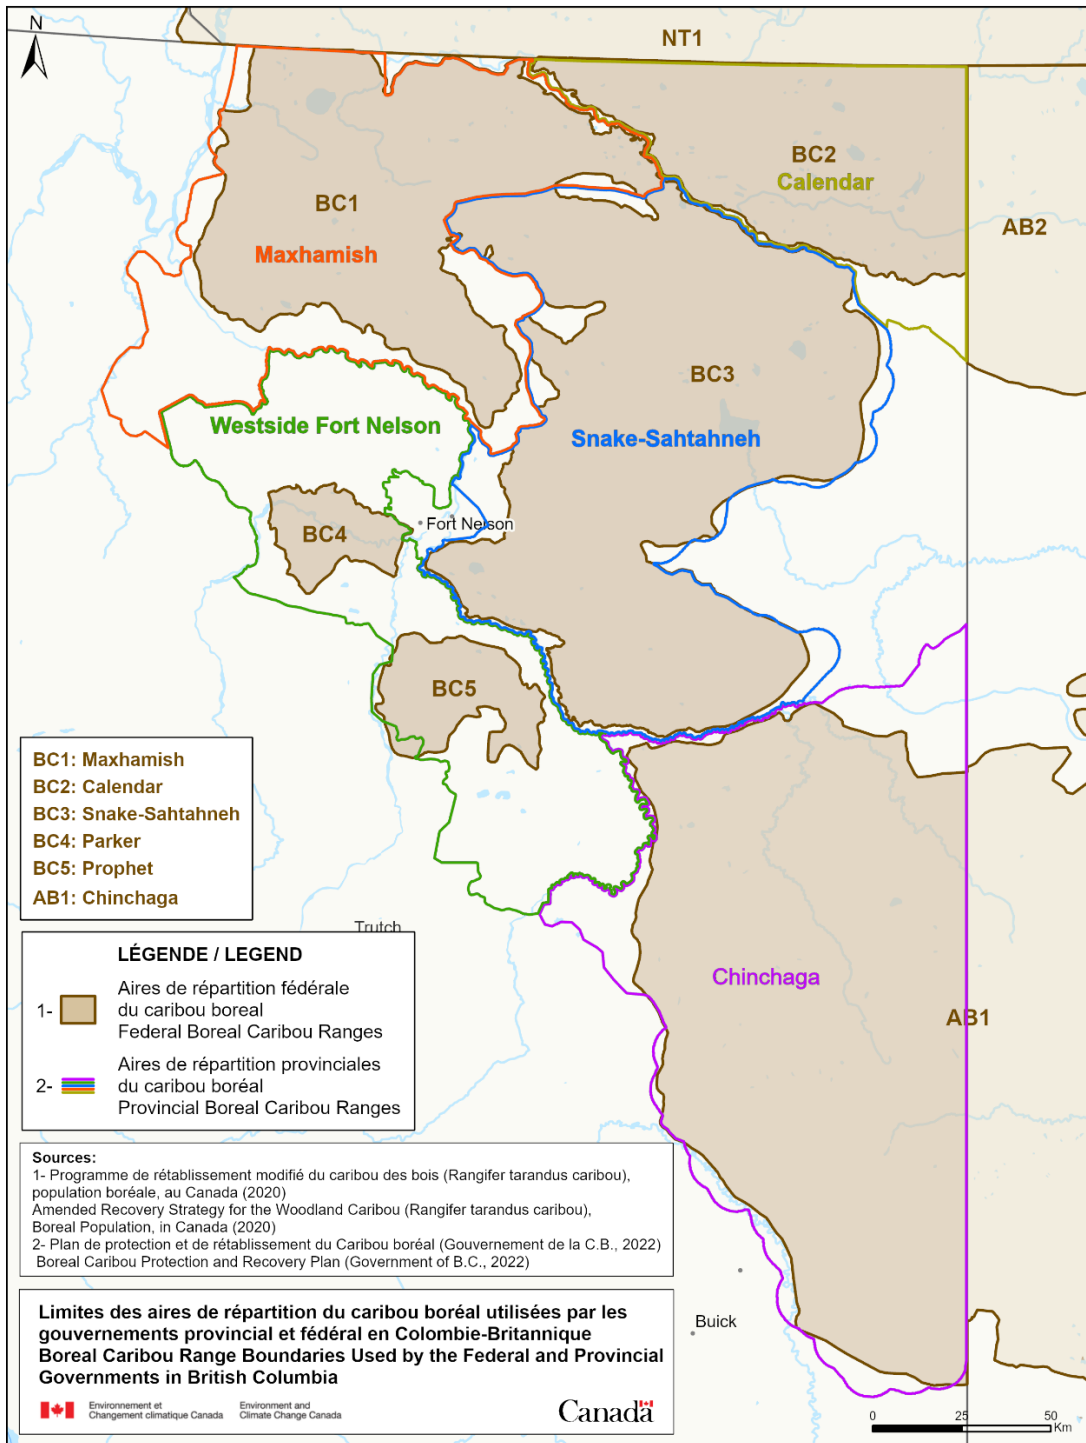 N
NT1
BC2
Calendar
BC1
Maxhamish
AB2
BC3
Westside Fort Nelson
Snake-Sahtahneh
Fort Nelson
BC4
BC5
BC1: Maxhamish
BC2: Calendar
BC3: Snake-Sahtahneh
BC4: Parker
BC5: Prophet
AB1: Chinchaga
Trutch
Chinchaga
AB1
LÉGENDE / LEGEND
1- Aires de répartition fédérale
du caribou boreal
Federal Boreal Caribou Ranges
2- Aires de répartition provinciales
du caribou boréal
Provincial Boreal Caribou Ranges
Sources:
1- Programme de rétablissement modifié du caribou des bois (Rangifer tarandus caribou),
population boréale, au Canada (2020)
Amended Recovery Strategy for the Woodland Caribou (Rangifer tarandus caribou),
Boreal Population, in Canada (2020)
2- Plan de protection et de rétablissement du Caribou boréal (Gouvernement de la C.B., 2022)
Boreal Caribou Protection and Recovery Plan (Government of B.C., 2022)
Buick
Limites des aires de répartition du caribou boréal utilisées par les
gouvernements provincial et fédéral en Colombie-Britannique
Boreal Caribou Range Boundaries Used by the Federal and Provincial
Governments in British Columbia
Environnement et
Changement climatique Canada
Environment and
Climate Change Canada
Canada
0 25 50
Km